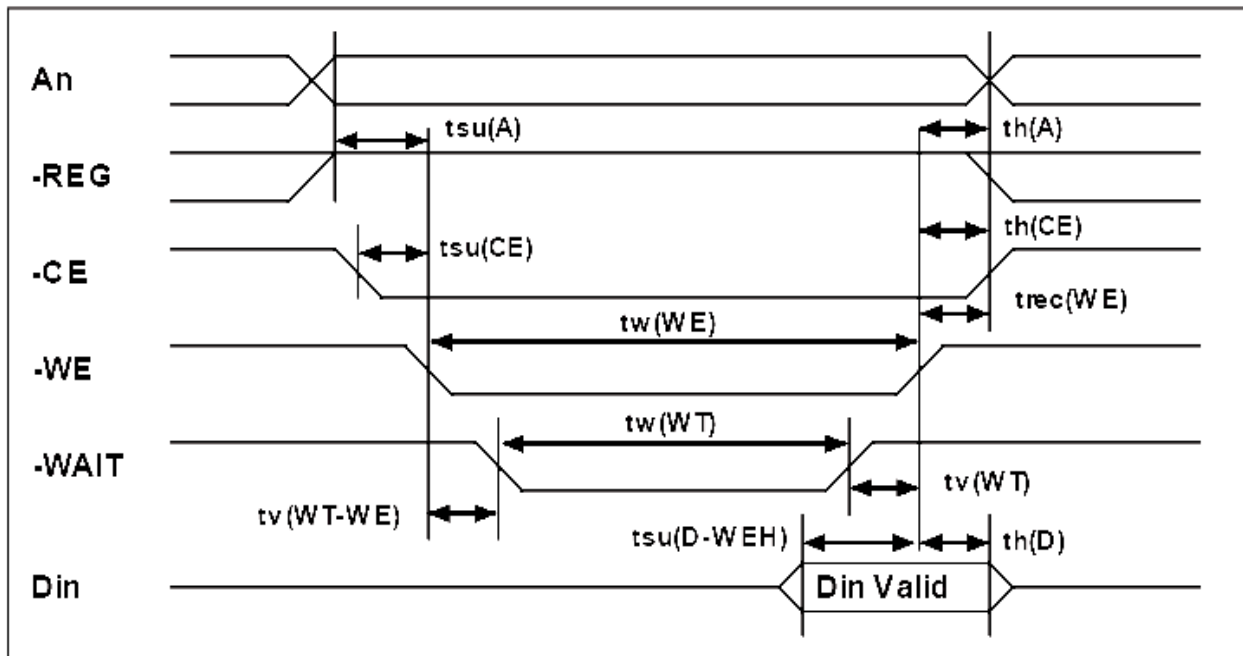 An
tsu(A)
th(A)
-REG
tsu(CE)
th(CE)
-CE
trec(WE)
tw(WE)
-WE
tw(WT)
-WAIT
tv(WT)
tv(WT-WE)
tsu(D-WEH)
th(D)
Din
Din Valid